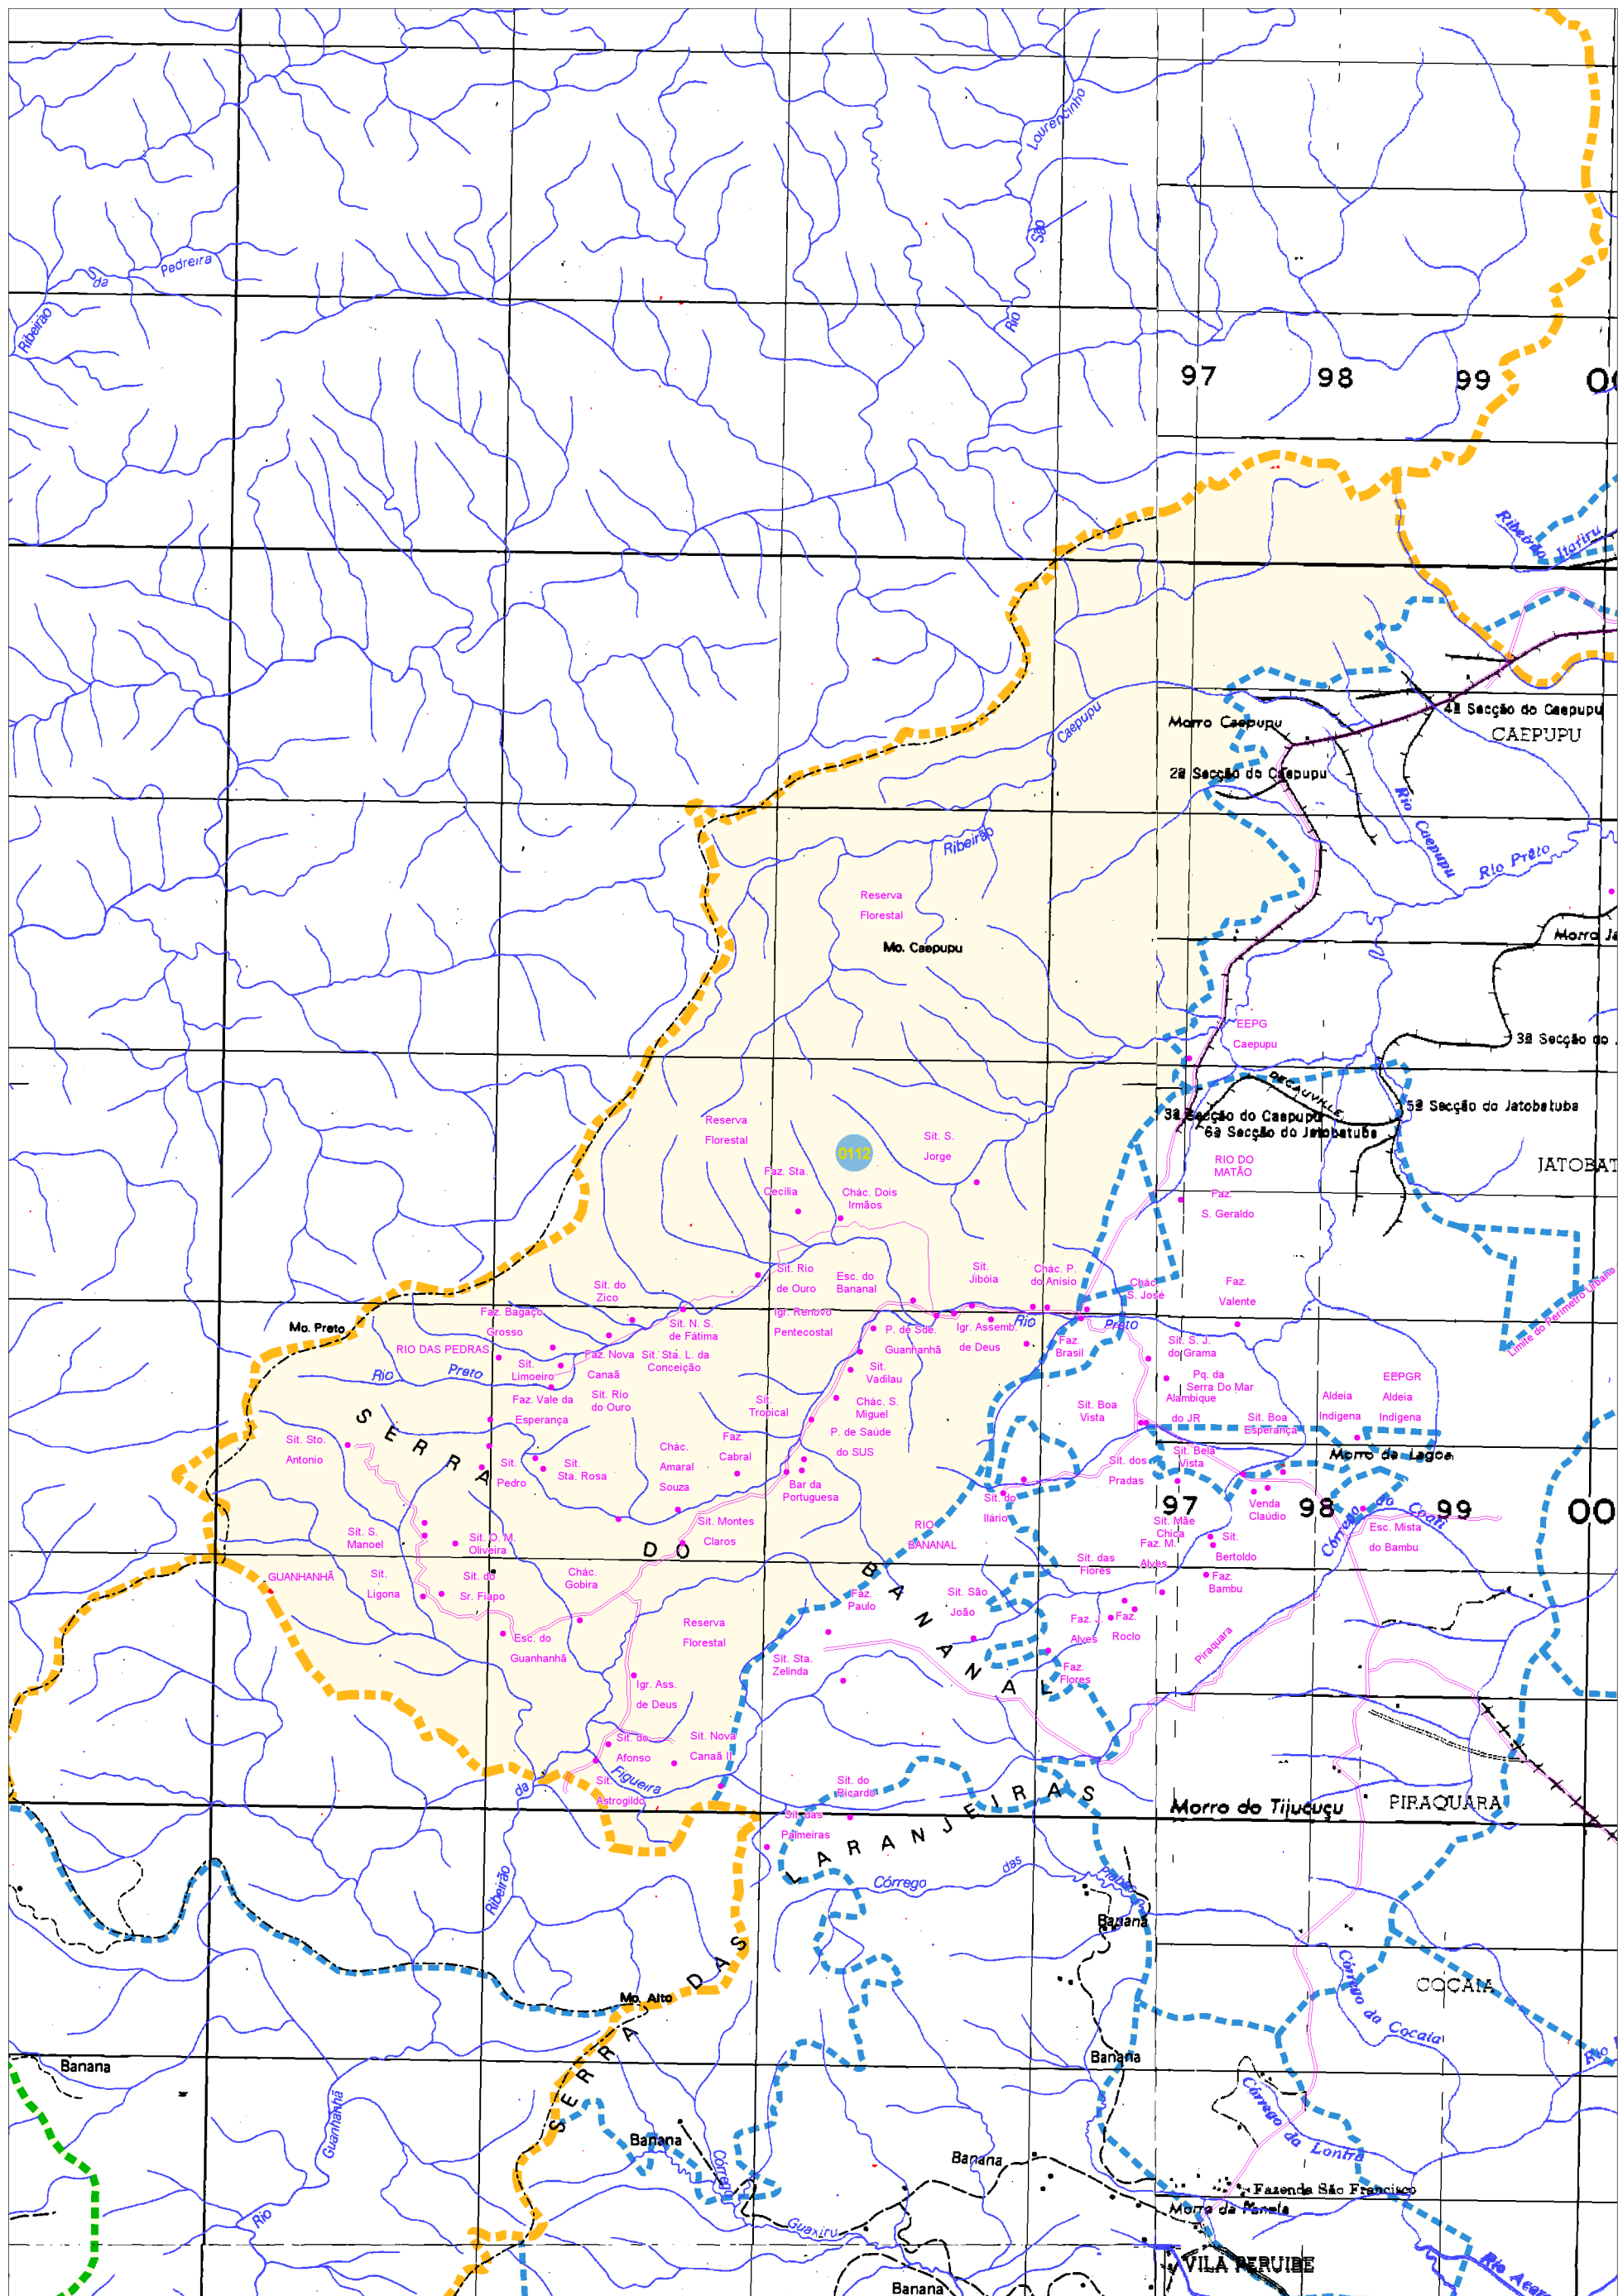 Lourencinho
São
Rio
Pedreira
da
Ribeirão
97
98
99
Ribeirão Itariru
Caepupu
Morro Caepupu
4ª Secção do Caepupu
CAEPUPU
2ª Secção do Caepupu
Rio Caepupu
Rio Prêto
Ribeirão
Reserva
Florestal
Mo. Caepupu
EEPG
Caepupu
3ª Secção do
DECAUVILLE
5ª Secção do Jatobatuba
3ª Secção do Caepupu
6ª Secção do Jatobatuba
JATOBAT
RIO DO
MATÃO
Faz.
S. Geraldo
Reserva
Florestal
0112
Sit. S.
Jorge
Faz. Sta.
Cecília
Chác. Dois
Irmãos
Limite do Perímetro Urbano
Sit. Rio
de Ouro
Esc. do
Bananal
Sit.
Jibóia
Chác. P.
do Anisio
Chác.
S. José
Faz.
Valente
Sit. do
Zico
Faz. Bagaço
Grosso
Sit. N. S.
de Fátima
Igr. Renovo
Pentecostal
P. de Sde.
Guanhanhã
Igr. Assemb.
de Deus
Rio
Preto
Faz.
Brasil
Sit. S. J.
do Grama
Mo. Preto
RIO DAS PEDRAS
Rio
Preto
Sit.
Limoeiro
Faz. Nova
Canaã
Sit. Sta. L. da
Conceição
Sit.
Vadilau
Pq. da
Serra Do Mar
Alambique
do JR
EEPGR
Aldeia
Indígena
Aldeia
Indígena
Faz. Vale da
Esperança
Sit. Rio
do Ouro
Sit.
Tropical
Chác. S.
Miguel
Sit. Boa
Vista
Sit. Boa
Esperança
SERRA
Sit. Sto.
Antonio
Sit.
Pedro
Sit.
Sta. Rosa
Chác.
Amaral
Souza
Faz.
Cabral
P. de Saúde
do SUS
Bar da
Portuguesa
Sit. dos
Pradas
Sit. Bela
Vista
Morro da Lagoa
97
98
99
00
Sit. do
Ilário
Venda
Claúdio
Córrego do Coati
Esc. Mista
do Bambu
Sit. S.
Manoel
Sit. O. M.
Oliveira
Sit. Montes
Claros
DO
RIO
BANANAL
Sit. Mãe
Chica
Faz. M.
Alves
Sit.
Bertoldo
GUANHANHÃ
Sit.
Ligona
Sit. do
Sr. Fiapo
Chác.
Gobira
Faz.
Paulo
BANANAL
Sit. São
João
Sit. das
Flores
Faz.
Bambu
Esc. do
Guanhanhã
Reserva
Florestal
Faz. J.
Alves
Faz.
Roclo
Piraquara
Sit. Sta.
Zelinda
Faz.
Flores
Igr. Ass.
de Deus
Sit. do
Afonso
Sit. Nova
Canaã II
Sit.
Astrogildo
Figueira
da
Ribeirão
Sit. do
Ricardo
Sit. das
Palmeiras
LARANJEIRAS
Morro do Tijucuçu
PIRAQUARA
Córrego
das
Banana
SERRA DAS
Mo. Alto
COCAIA
Córrego da Cocaia
Banana
Guanhanhã
Rio
Banana
Banana
Córrego
Guaxiru
Banana
Córrego da Lontra
Fazenda São Francisco
Morro da Panela
VILA PERUIBE
Banana